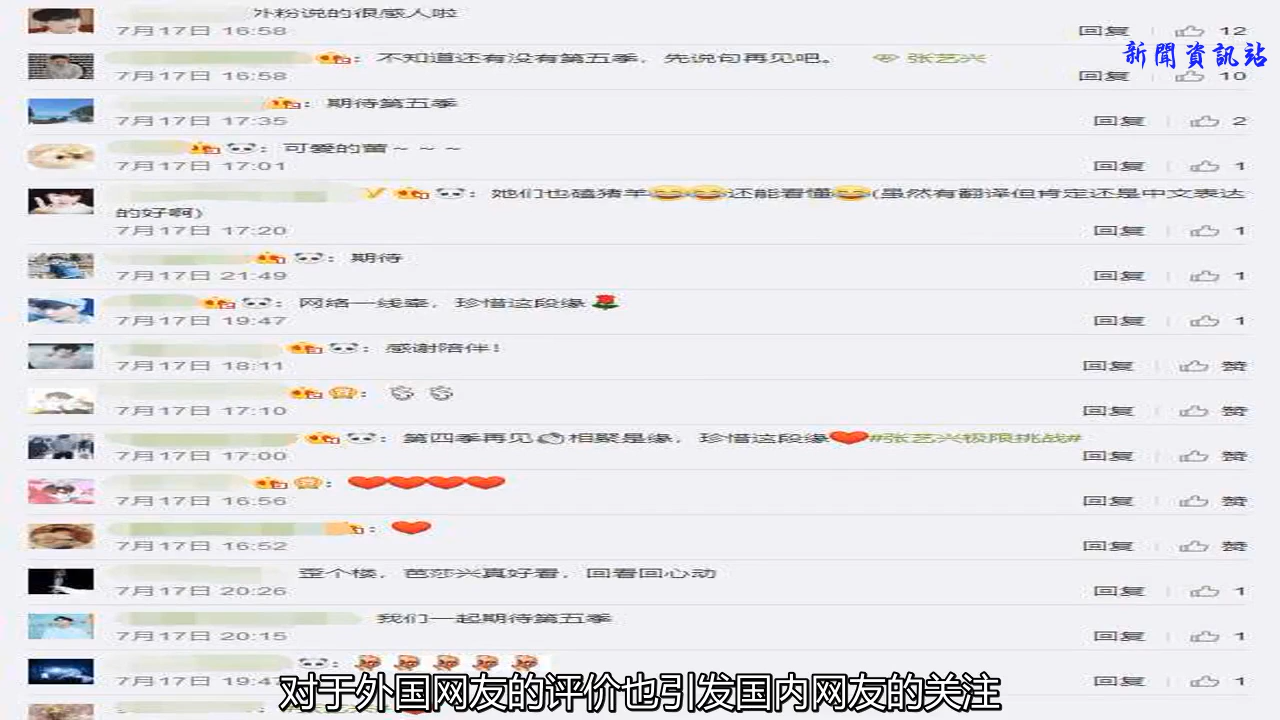 外粉说的很感人啦
7月17日 16:58 回复 12
新聞資訊站
: 不知道还有没有第五季，先说句再见吧。 张艺兴
7月17日 16:58 回复 10
: 期待第五季
7月17日 17:35 回复 2
: 可爱的蕾～～～
7月17日 17:01 回复 1
: 她们也磕猪羊😂😂还能看懂😂(虽然有翻译但肯定还是中文表达
的好啊)
7月17日 17:20 回复 1
: 期待
7月17日 21:49 回复 1
: 网络一线牵，珍惜这段缘🌹
7月17日 19:47 回复 1
: 感谢陪伴！
7月17日 18:11 回复 赞
:
7月17日 17:10 回复 赞
: 第四季再见 相聚是缘，珍惜这段缘❤#张艺兴极限挑战#
7月17日 17:00 回复 赞
: ❤❤❤❤
7月17日 16:56 回复 赞
: ❤
7月17日 16:52 回复 赞
歪个楼，芭莎兴真好看，回看回心动
7月17日 20:26 回复 1
我们一起期待第五季
7月17日 20:15 回复 1
:
7月17日 19:47 回复 1
对于外国网友的评价也引发国内网友的关注